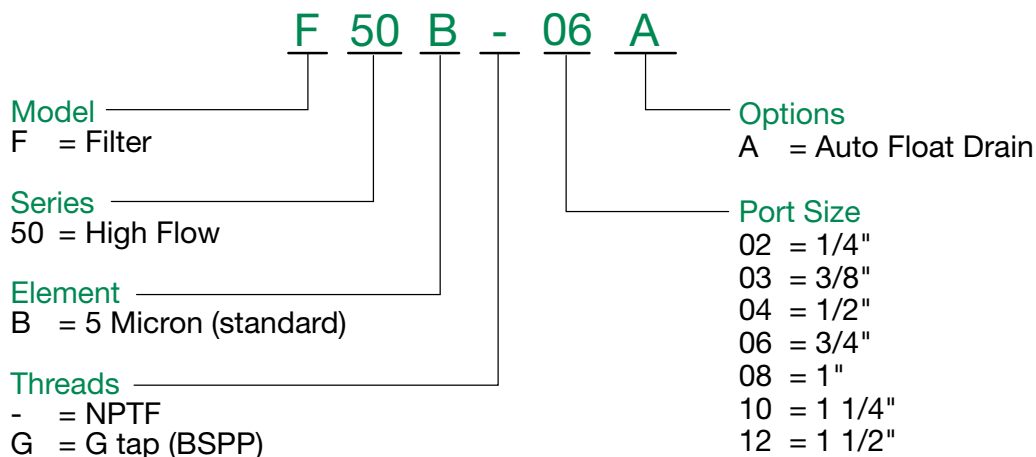 F 50 B - 06 A
Model
F = Filter
Series
50 = High Flow
Element
B = 5 Micron (standard)
Threads
- = NPTF
G = G tap (BSPP)
Options
A = Auto Float Drain
Port Size
02 = 1/4"
03 = 3/8"
04 = 1/2"
06 = 3/4"
08 = 1"
10 = 1 1/4"
12 = 1 1/2"